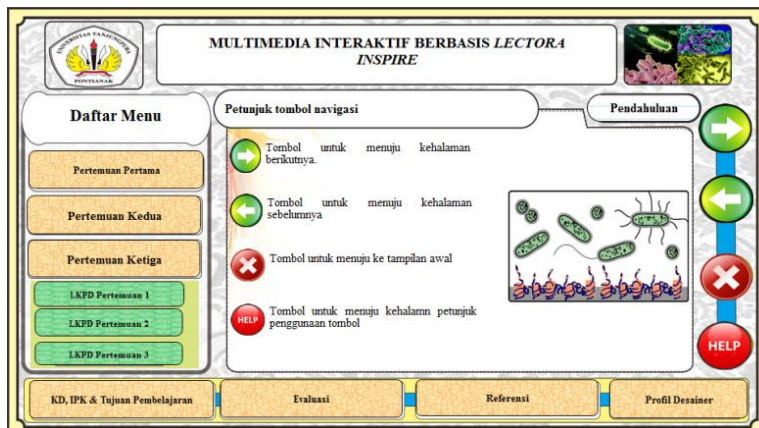 UNIVERSITAS TANJUNGPURA
PONTIANAK
MULTIMEDIA INTERAKTIF BERBASIS LECTORA
INSPIRE
Daftar Menu
Pertemuan Pertama
Pertemuan Kedua
Pertemuan Ketiga
LKPD Pertemuan 1
LKPD Pertemuan 2
LKPD Pertemuan 3
Petunjuk tombol navigasi
Pendahuluan
Tombol untuk menuju kehalaman
berikutnya.
Tombol untuk menuju kehalaman
sebelumnya
Tombol untuk menuju ke tampilan awal
HELP
Tombol untuk menuju kehalamn petunjuk
penggunaan tombol
HELP
KD, IPK & Tujuan Pembelajaran
Evaluasi
Referensi
Profil Desainer